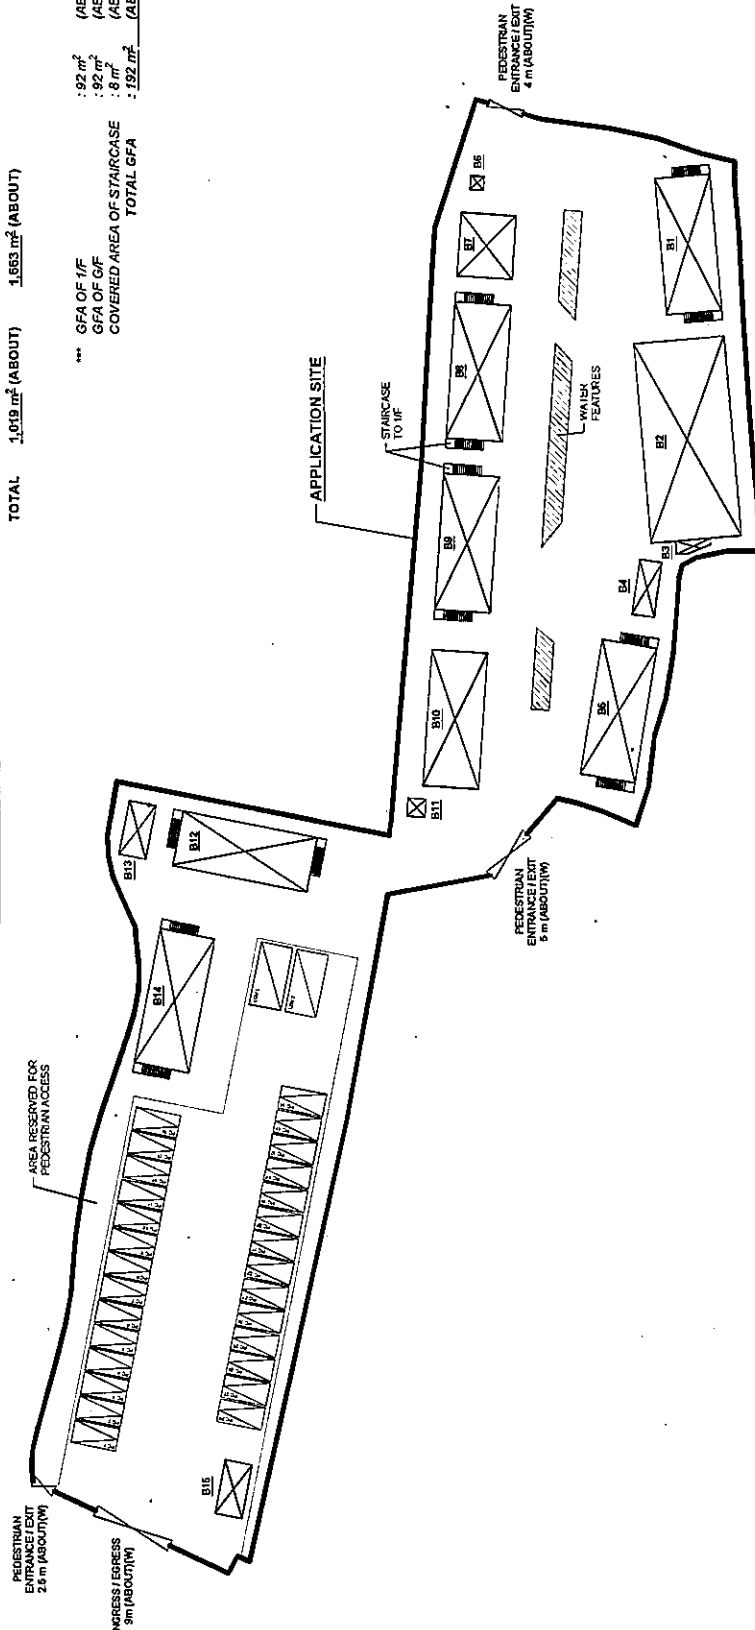 TOTAL 1,019 m² (ABOUT) 1,663 m² (ABOUT)
*** GFA OF 1/F : 92 m²
GFA OF G/F : 92 m²
COVERED AREA OF STAIRCASE : 8 m²
TOTAL GFA : 192 m²
PEDESTRIAN
ENTRANCE / EXIT
2.5 m (ABOUT)(W)
AREA RESERVED FOR
PEDESTRIAN ACCESS
NGRESS / EGRESS
9m (ABOUT)(W)
B13
B14
B12
B15
APPLICATION SITE
STAIRCASE
TO 1/F
B11
B10
B9
B8
B7
B6
PEDESTRIAN
ENTRANCE / EXIT
4 m (ABOUT)(W)
PEDESTRIAN
ENTRANCE / EXIT
5 m (ABOUT)(W)
WATER
FEATURES
B5
B4
B3
B2
B1